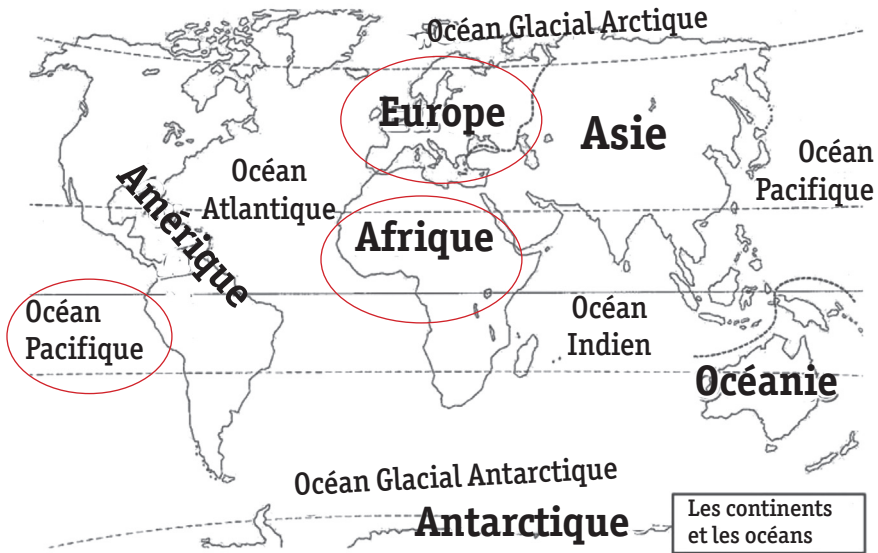 Océan Glacial Arctique
Europe
Asie
Océan
Pacifique
Océan
Atlantique
Amérique
Afrique
Océan
Pacifique
Océan
Indien
Océanie
Océan Glacial Antarctique
Antarctique
Les continents
et les océans